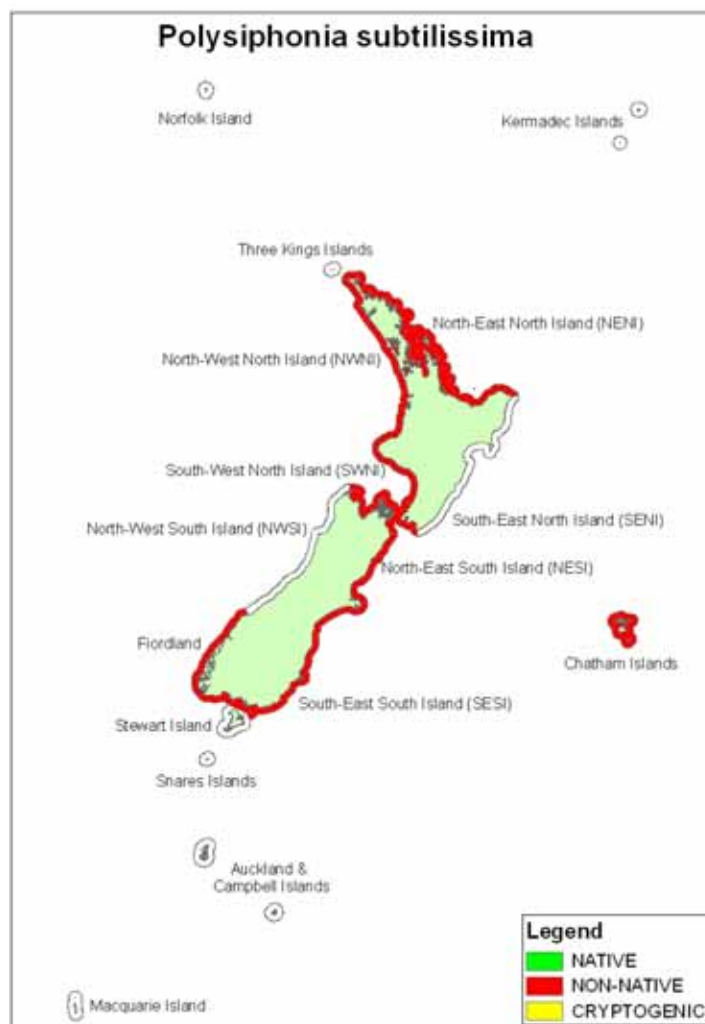 Polysiphonia subtilissima
Norfolk Island
Kermadec Islands
Three Kings Islands
North-East North Island (NENI)
North-West North Island (NWNI)
South-West North Island (SWNI)
North-West South Island (NWSI)
South-East North Island (SENI)
North-East South Island (NESI)
Fiordland
Chatham Islands
South-East South Island (SESI)
Stewart Island
Snares Islands
Auckland &
Campbell Islands
Macquarie Island
Legend
NATIVE
NON-NATIVE
CRYPTOGENIC